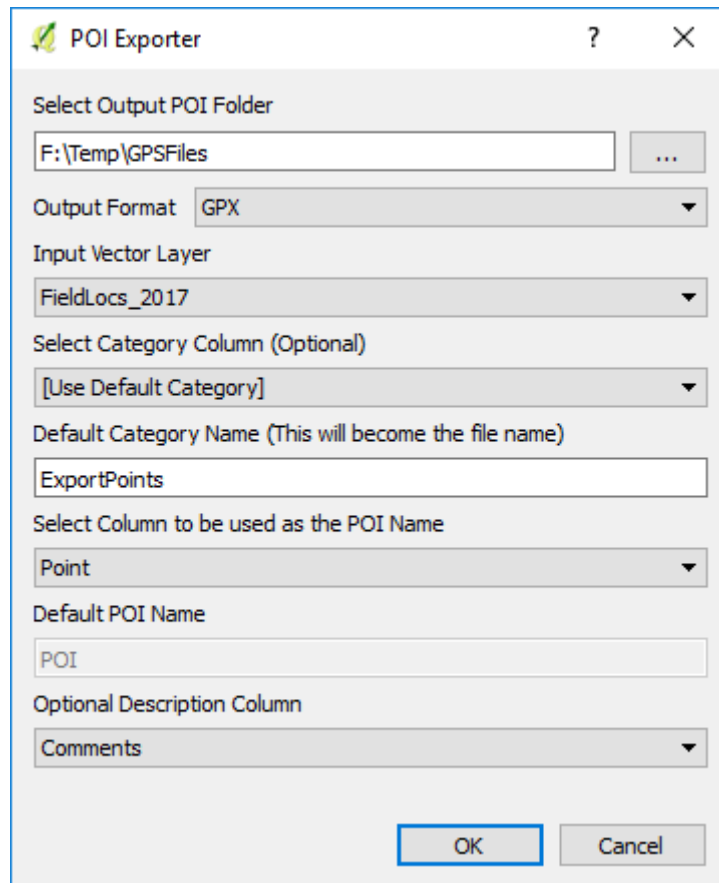 POI Exporter ?
Select Output POI Folder
F:\Temp\GPSFiles ...
Output Format GPX
Input Vector Layer
FieldLocs_2017
Select Category Column (Optional)
[Use Default Category]
Default Category Name (This will become the file name)
ExportPoints
Select Column to be used as the POI Name
Point
Default POI Name
POI
Optional Description Column
Comments
OK Cancel